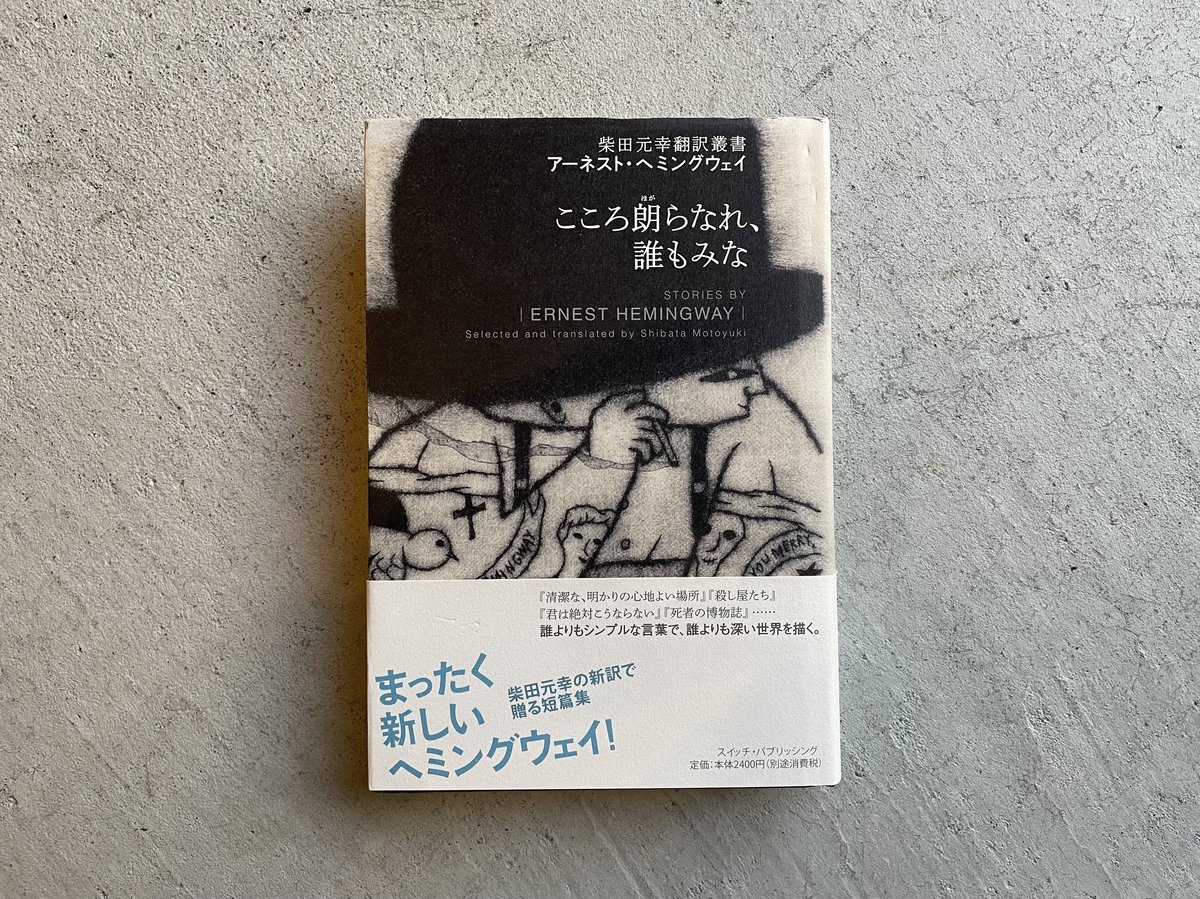 柴田元幸翻訳叢書
アーネスト・ヘミングウェイ
ほが
こころ朗らなれ、
誰もみな
STORIES BY
| ERNEST HEMINGWAY |
Selected and translated by Shibata Motoyuki
MINGWAY
YOU MERRY
『清潔な、明かりの心地よい場所』『殺し屋たち』
『君は絶対こうならない』『死者の博物誌』……
誰よりもシンプルな言葉で、誰よりも深い世界を描く。
まったく
新しい
ヘミングウェイ!
柴田元幸の新訳で
贈る短篇集
スイッチ・パブリッシング
定価:本体2400円(別途消費税)